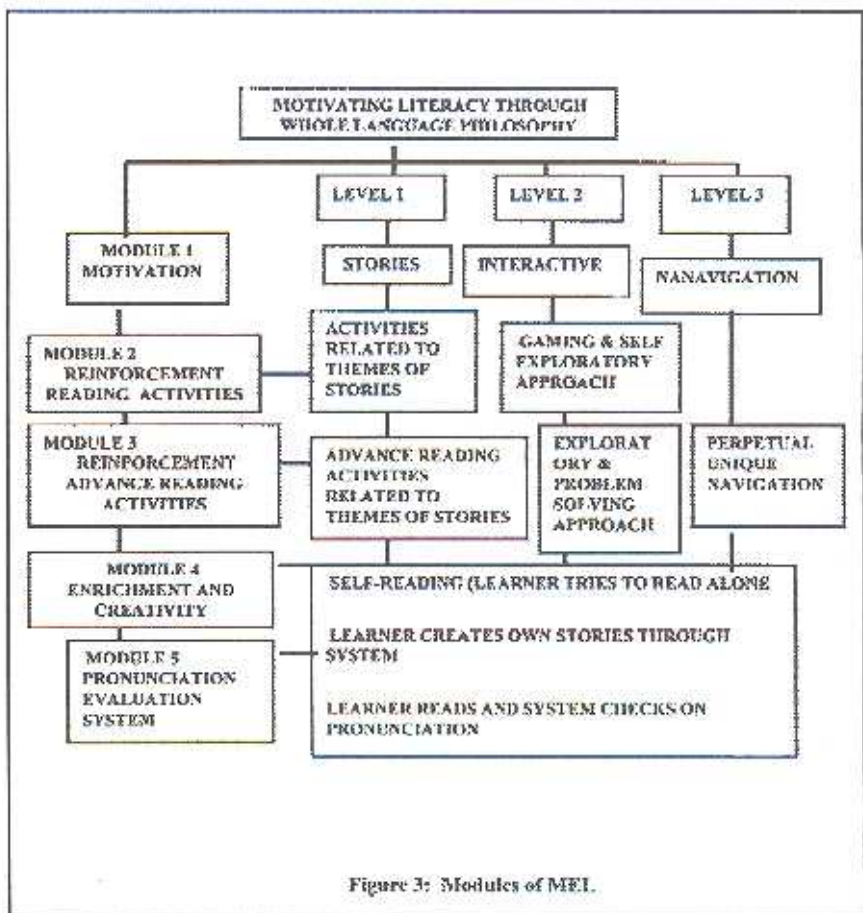 MOTIVATING LITERACY THROUGH
WHOLE LANGUAGE PHILOSOPHY
LEVEL 1
LEVEL 2
LEVEL 3
MODULE 1
MOTIVATION
STORIES
INTERACTIVE
NANAVIGATION
MODULE 2
REINFORCEMENT
READING ACTIVITIES
ACTIVITIES
RELATED TO
THEMES OF
STORIES
GAMING & SELF
EXPLORATORY
APPROACH
MODULE 3
REINFORCEMENT
ADVANCE READING
ACTIVITIES
ADVANCE READING
ACTIVITIES
RELATED TO
THEMES OF STORIES
EXPLORAT
ORY &
PROBLEM
SOLVING
APPROACH
PERPETUAL
UNIQUE
NAVIGATION
MODULE 4
ENRICHMENT AND
CREATIVITY
SELF-READING (LEARNER TRIES TO READ ALONE
LEARNER CREATES OWN STORIES THROUGH
SYSTEM
LEARNER READS AND SYSTEM CHECKS ON
PRONUNCIATION
MODULE 5
PRONUNCIATION
EVALUATION
SYSTEM
Figure 3: Modules of MEL